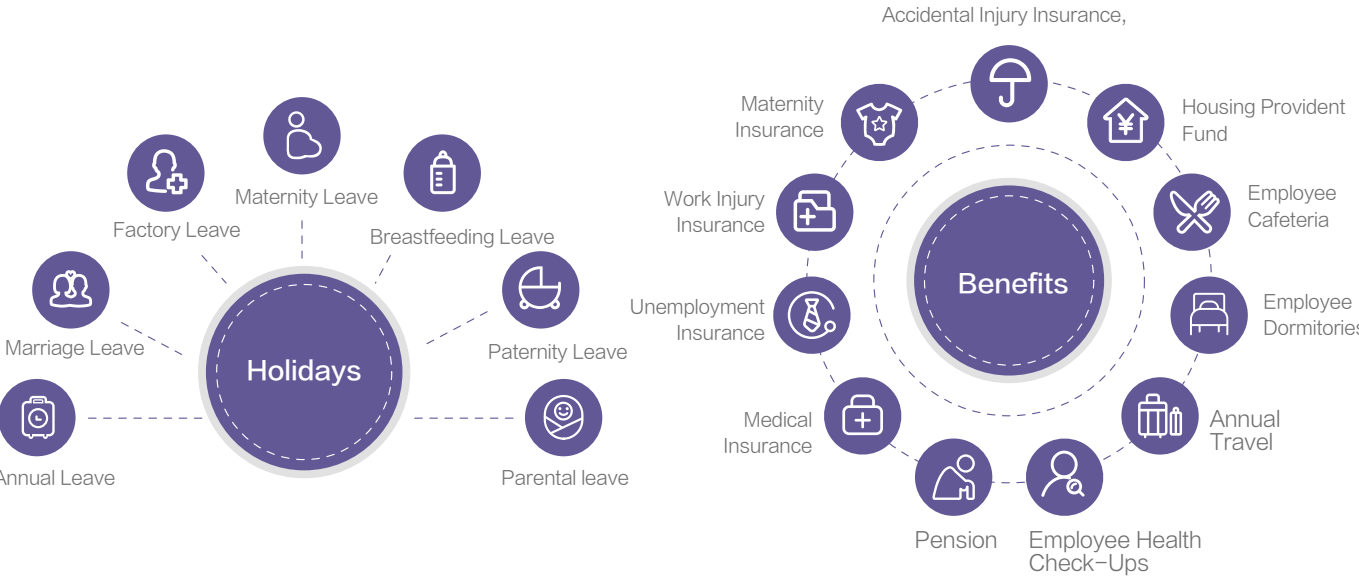 Maternity Leave
Factory Leave
Breastfeeding Leave
Marriage Leave
Paternity Leave
Holidays
Annual Leave
Parental leave
Accidental Injury Insurance,
Maternity
Insurance
Housing Provident
Fund
Work Injury
Insurance
Employee
Cafeteria
Benefits
Unemployment
Insurance
Employee
Dormitories
Medical
Insurance
Annual
Travel
Pension
Employee Health
Check-Ups
¥